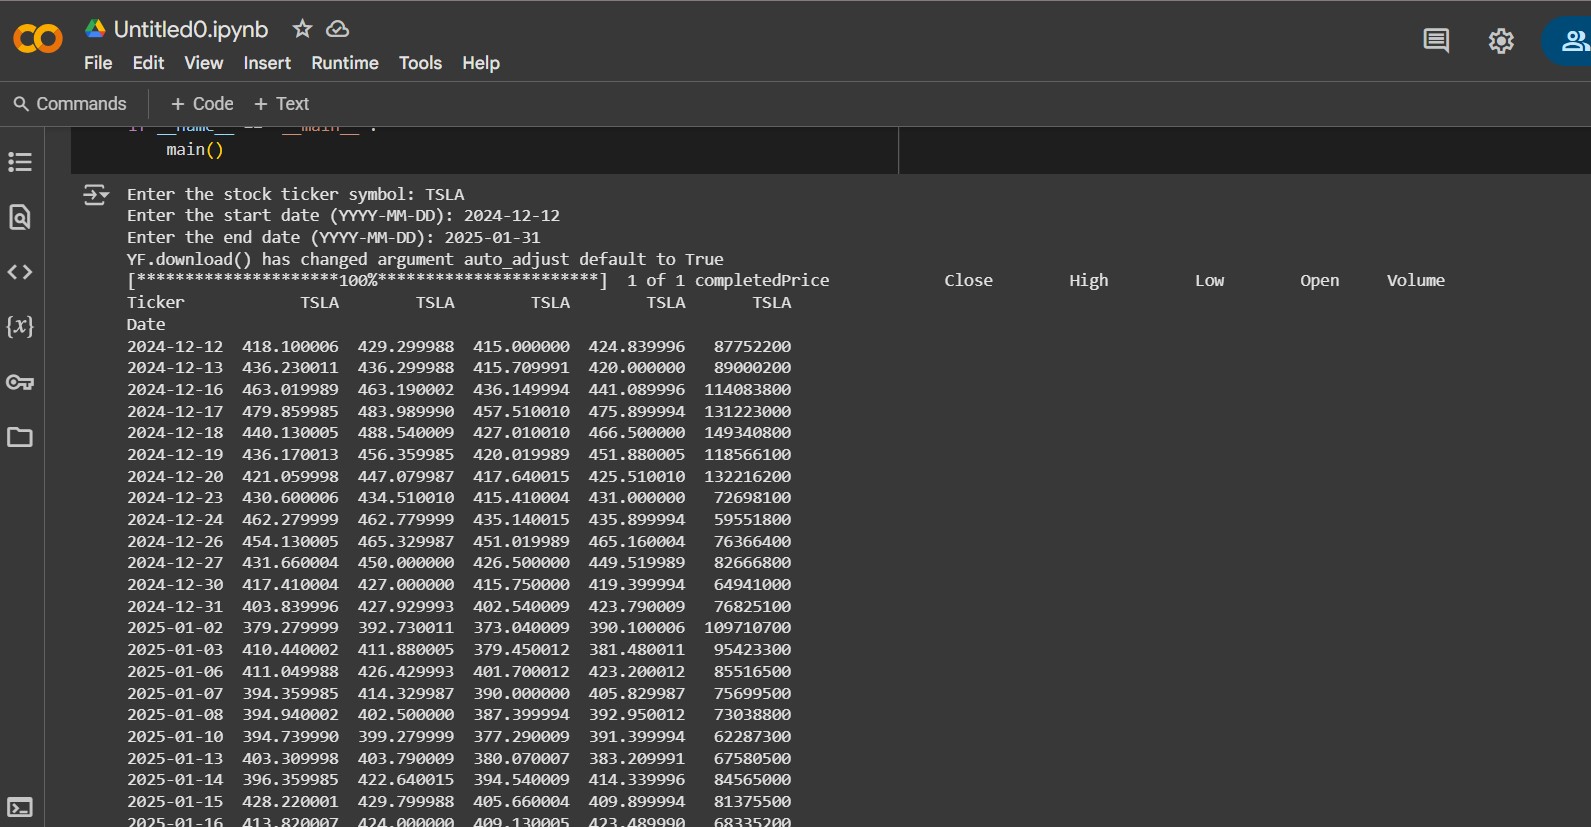 Untitled0.ipynb
File Edit View Insert Runtime Tools Help
Commands + Code + Text
if __name__ == "__main__":
main()
Enter the stock ticker symbol: TSLA
Enter the start date (YYYY-MM-DD): 2024-12-12
Enter the end date (YYYY-MM-DD): 2025-01-31
YF.download() has changed argument auto_adjust default to True
[*********************100%***********************]  1 of 1 completedPrice            Close        High         Low        Open      Volume
Ticker            TSLA        TSLA        TSLA        TSLA       TSLA
Date
2024-12-12  418.100006  429.299988  415.000000  424.839996   87752200
2024-12-13  436.230011  436.299988  415.709991  420.000000   89000200
2024-12-16  463.019989  463.190002  436.149994  441.089996  114083800
2024-12-17  479.859985  483.989990  457.510010  475.899994  131223000
2024-12-18  440.130005  488.540009  427.010010  466.500000  149340800
2024-12-19  436.170013  456.359985  420.019989  451.880005  118566100
2024-12-20  421.059998  447.079987  417.640015  425.510010  132216200
2024-12-23  430.600006  434.510010  415.410004  431.000000   72698100
2024-12-24  462.279999  462.779999  435.140015  435.899994   59551800
2024-12-26  454.130005  465.329987  451.019989  465.160004   76366400
2024-12-27  431.660004  450.000000  426.500000  449.519989   82666800
2024-12-30  417.410004  427.000000  415.750000  419.399994   64941000
2024-12-31  403.839996  427.929993  402.540009  423.790009   76825100
2025-01-02  379.279999  392.730011  373.040009  390.100006  109710700
2025-01-03  410.440002  411.880005  379.450012  381.480011   95423300
2025-01-06  411.049988  426.429993  401.700012  423.200012   85516500
2025-01-07  394.359985  414.329987  390.000000  405.829987   75699500
2025-01-08  394.940002  402.500000  387.399994  392.950012   73038800
2025-01-10  394.739990  399.279999  377.290009  391.399994   62287300
2025-01-13  403.309998  403.790009  380.070007  383.209991   67580500
2025-01-14  396.359985  422.640015  394.540009  414.339996   84565000
2025-01-15  428.220001  429.799988  405.660004  409.899994   81375500
2025-01-16  413.820007  424.000000  409.130005  423.489990   68335200